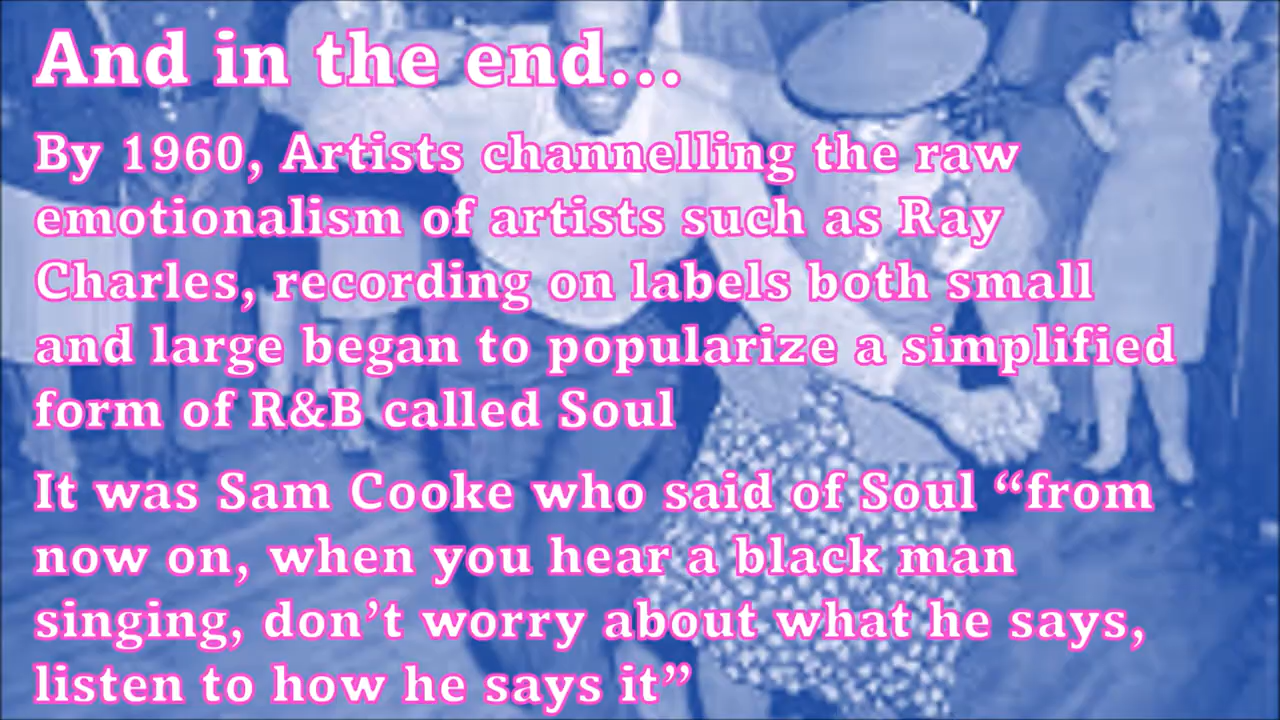 And in the end...
By 1960, Artists channelling the raw
emotionalism of artists such as Ray
Charles, recording on labels both small
and large began to popularize a simplified
form of R&B called Soul
It was Sam Cooke who said of Soul “from
now on, when you hear a black man
singing, don’t worry about what he says,
listen to how he says it”